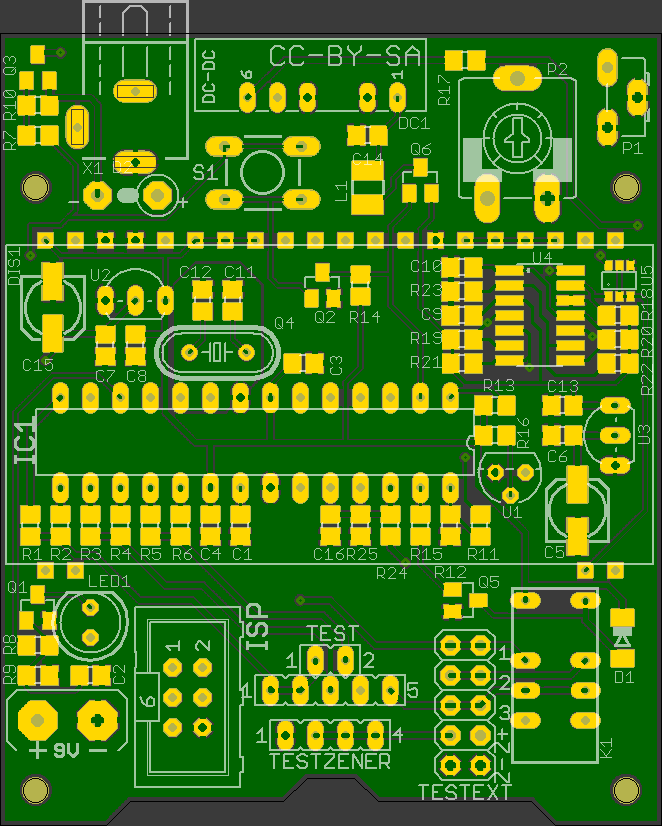 CC-BY-SA
DC-DC
6
1
DC1
Q3
R10
R7
X1
D2
-
+
S1
C14
L1
Q6
R17
P2
P1
DIS1
U2
C15
C7
C8
C12
C11
Q4
Q2
R14
C3
C10
R23
C9
R19
R21
U4
U5
R18
R20
R22
IC1
R13
C13
R16
C6
U3
U1
C5
R1
R2
R3
R4
R5
R6
C4
C1
C16
R25
R24
R15
R11
R12
Q5
Q1
LED1
R8
R9
C2
+ 9V -
ISP
1 2
6
TEST
1 2
1 5
1 4
TESTZENER
1
2
3
+
-2
TESTEXT
K1
D1